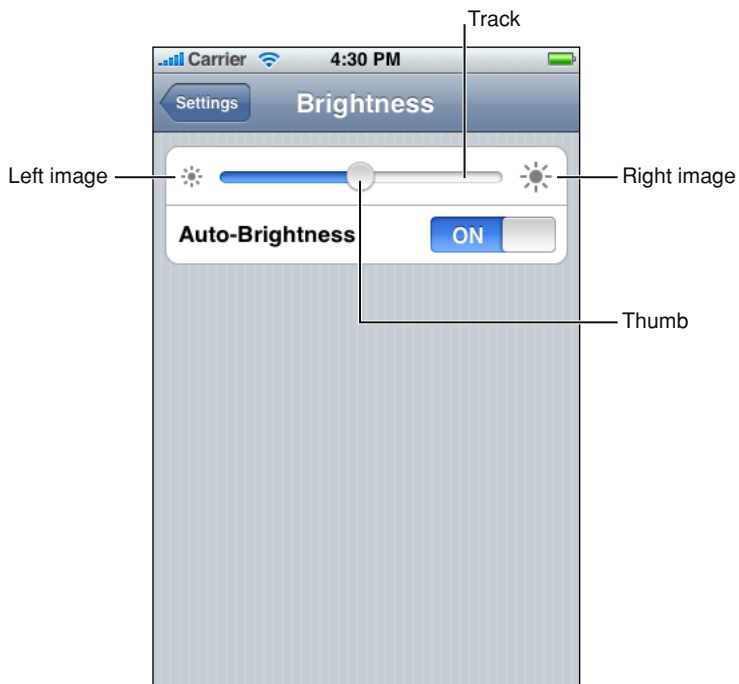 Track
Carrier 4:30 PM
Settings Brightness
Left image Right image
Auto-Brightness ON
Thumb